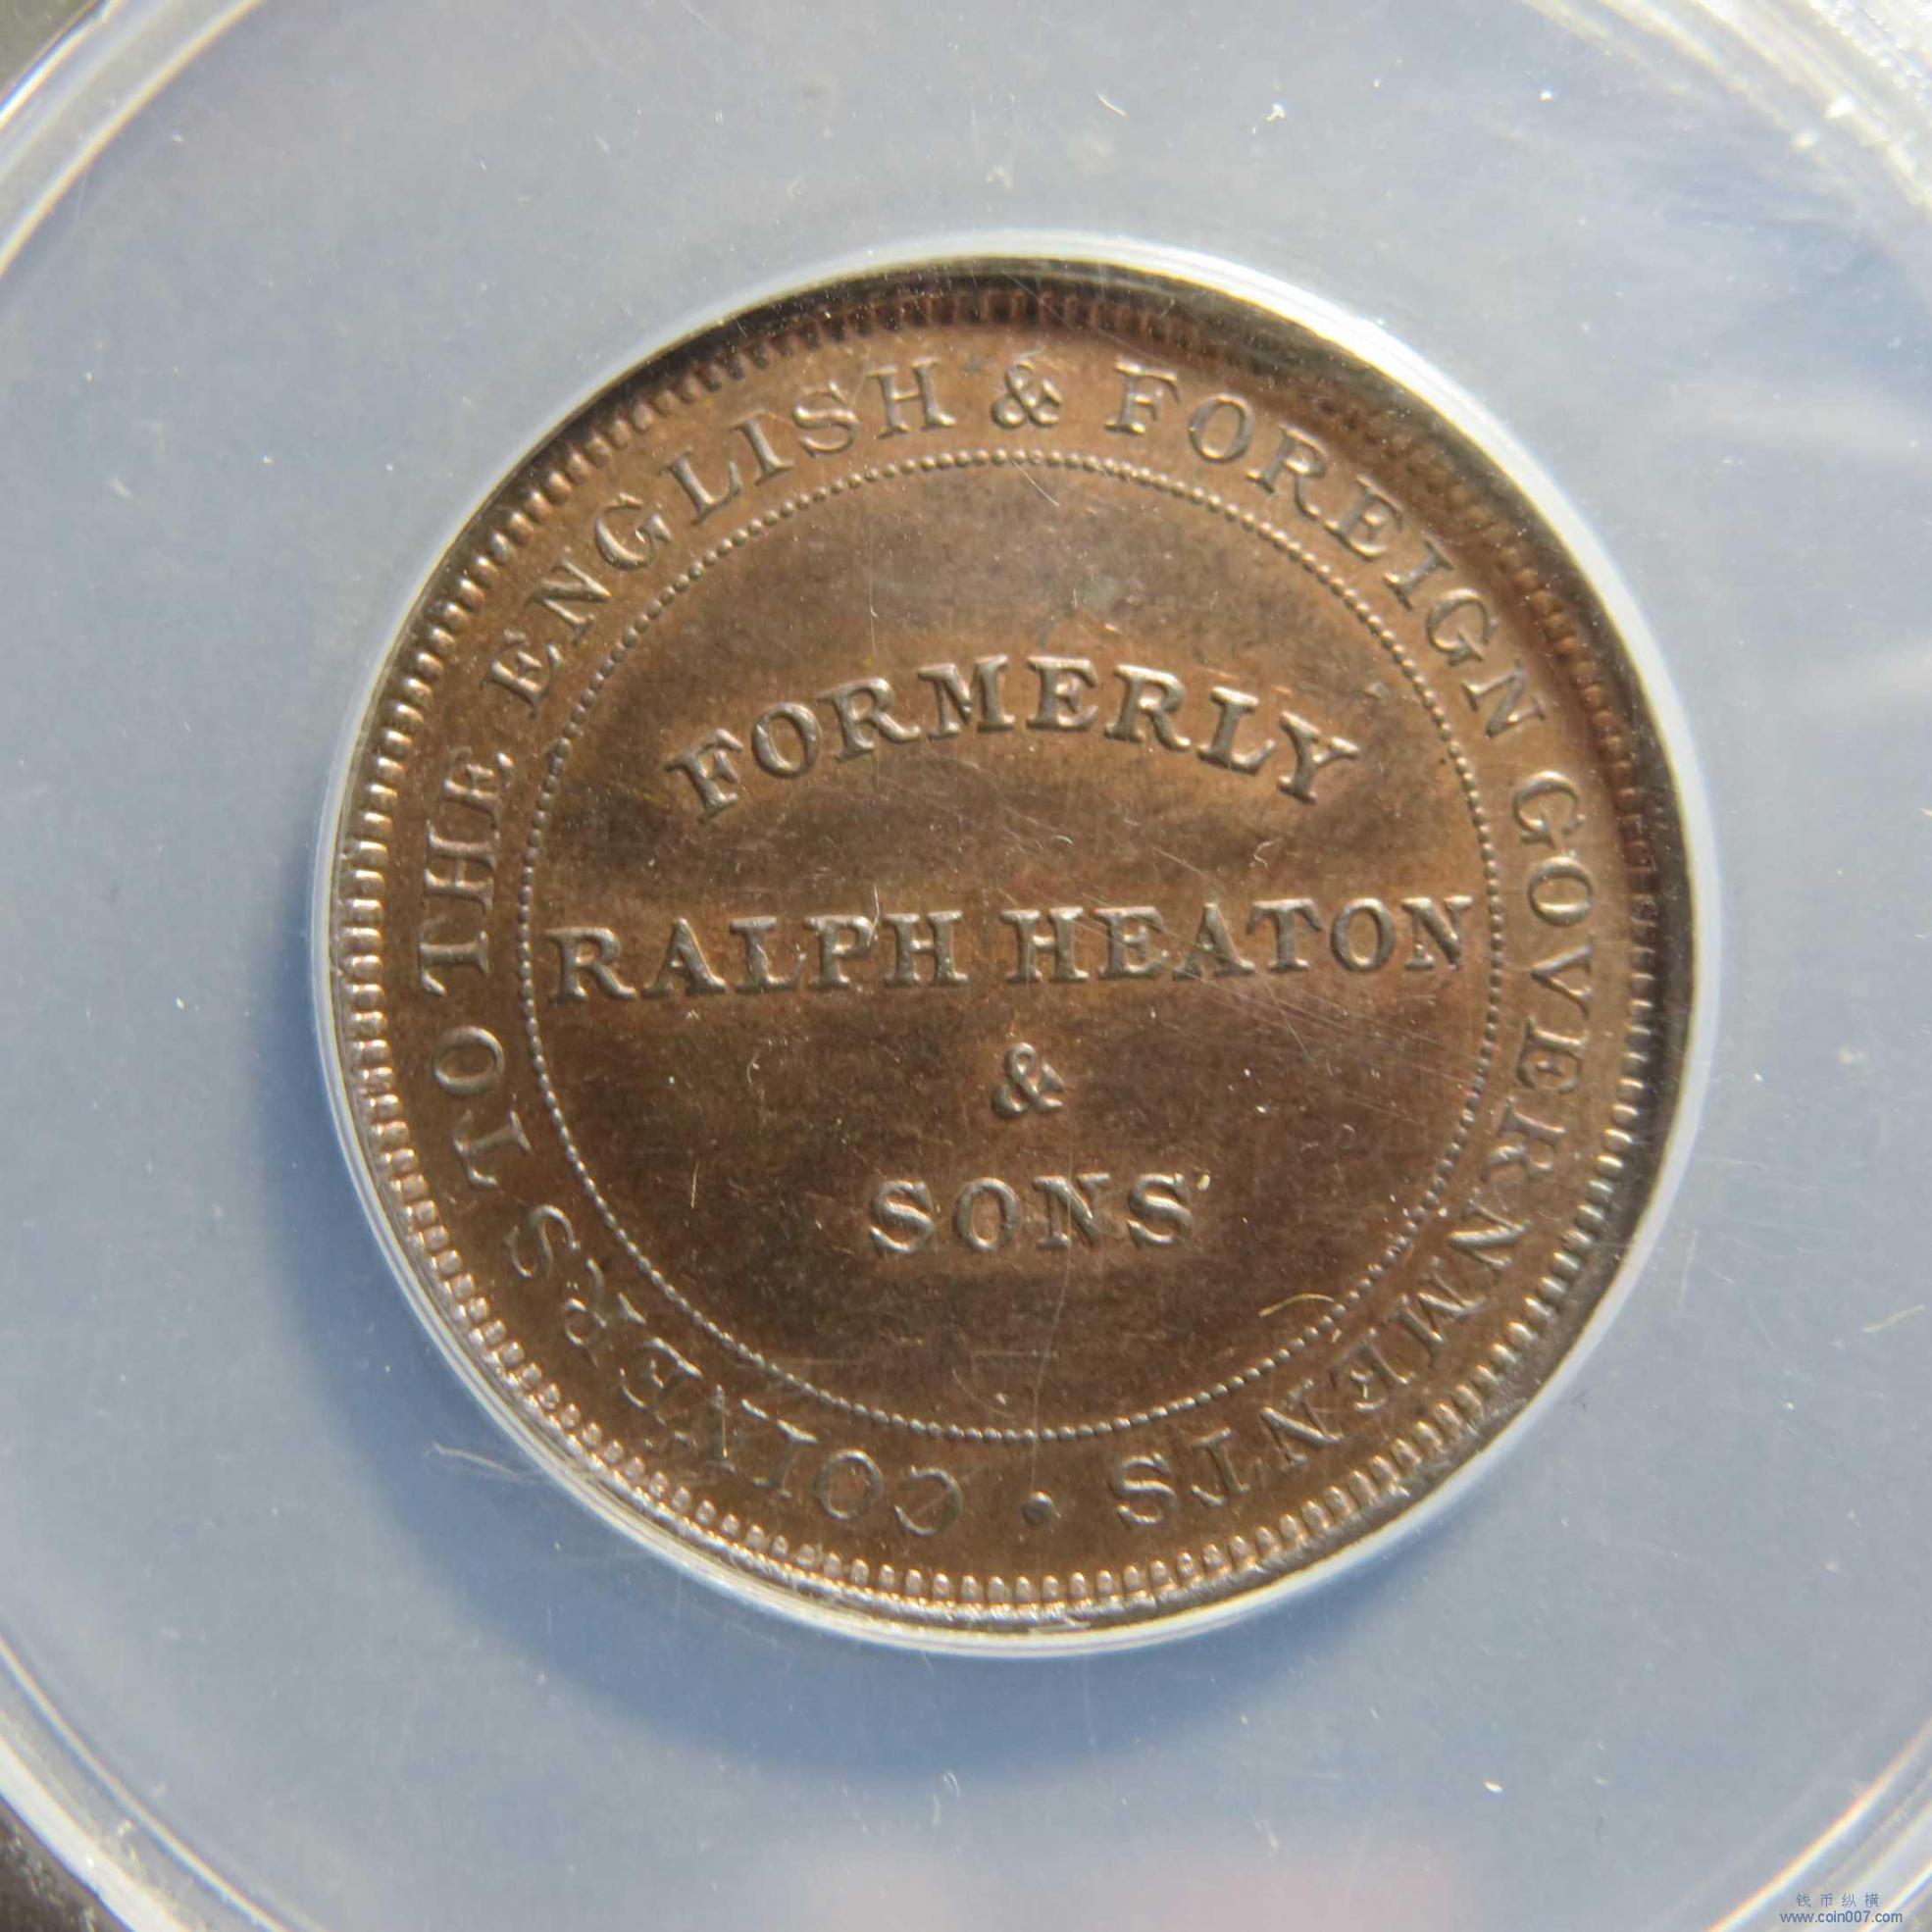 COINERS TO THE ENGLISH & FOREIGN GOVERNMENTS •
FORMERLY
RALPH HEATON
&
SONS
钱币纵横
www.coin007.com